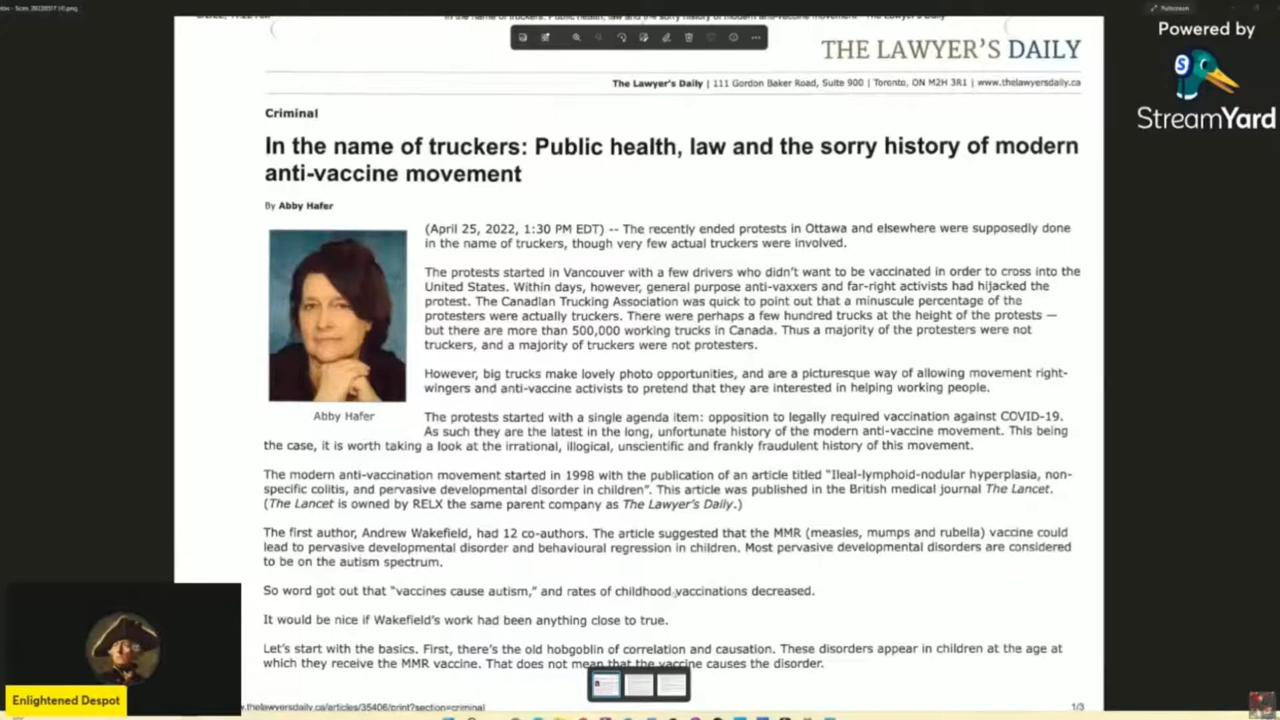 Fullscreen
Powered by
StreamYard
THE LAWYER'S DAILY
The Lawyer's Daily | 111 Gordon Baker Road, Suite 900 | Toronto, ON M2H 3R1 | www.thelawyersdaily.ca
Criminal
In the name of truckers: Public health, law and the sorry history of modern
anti-vaccine movement
By Abby Hafer
(April 25, 2022, 1:30 PM EDT) -- The recently ended protests in Ottawa and elsewhere were supposedly done
in the name of truckers, though very few actual truckers were involved.
The protests started in Vancouver with a few drivers who didn't want to be vaccinated in order to cross into the
United States. Within days, however, general purpose anti-vaxxers and far-right activists had hijacked the
protest. The Canadian Trucking Association was quick to point out that a minuscule percentage of the
protesters were actually truckers. There were perhaps a few hundred trucks at the height of the protests —
but there are more than 500,000 working trucks in Canada. Thus a majority of the protesters were not
truckers, and a majority of truckers were not protesters.
However, big trucks make lovely photo opportunities, and are a picturesque way of allowing movement right-
wingers and anti-vaccine activists to pretend that they are interested in helping working people.
Abby Hafer
The protests started with a single agenda item: opposition to legally required vaccination against COVID-19.
As such they are the latest in the long, unfortunate history of the modern anti-vaccine movement. This being
the case, it is worth taking a look at the irrational, illogical, unscientific and frankly fraudulent history of this movement.
The modern anti-vaccination movement started in 1998 with the publication of an article titled "Ileal-lymphoid-nodular hyperplasia, non-
specific colitis, and pervasive developmental disorder in children". This article was published in the British medical journal The Lancet.
(The Lancet is owned by RELX the same parent company as The Lawyer's Daily.)
The first author, Andrew Wakefield, had 12 co-authors. The article suggested that the MMR (measles, mumps and rubella) vaccine could
lead to pervasive developmental disorder and behavioural regression in children. Most pervasive developmental disorders are considered
to be on the autism spectrum.
So word got out that "vaccines cause autism," and rates of childhood vaccinations decreased.
It would be nice if Wakefield's work had been anything close to true.
Let's start with the basics. First, there's the old hobgoblin of correlation and causation. These disorders appear in children at the age at
which they receive the MMR vaccine. That does not mean that the vaccine causes the disorder.
Enlightened Despot
.thelawyersdaily.ca/articles/35406/print?section=criminal
1/3